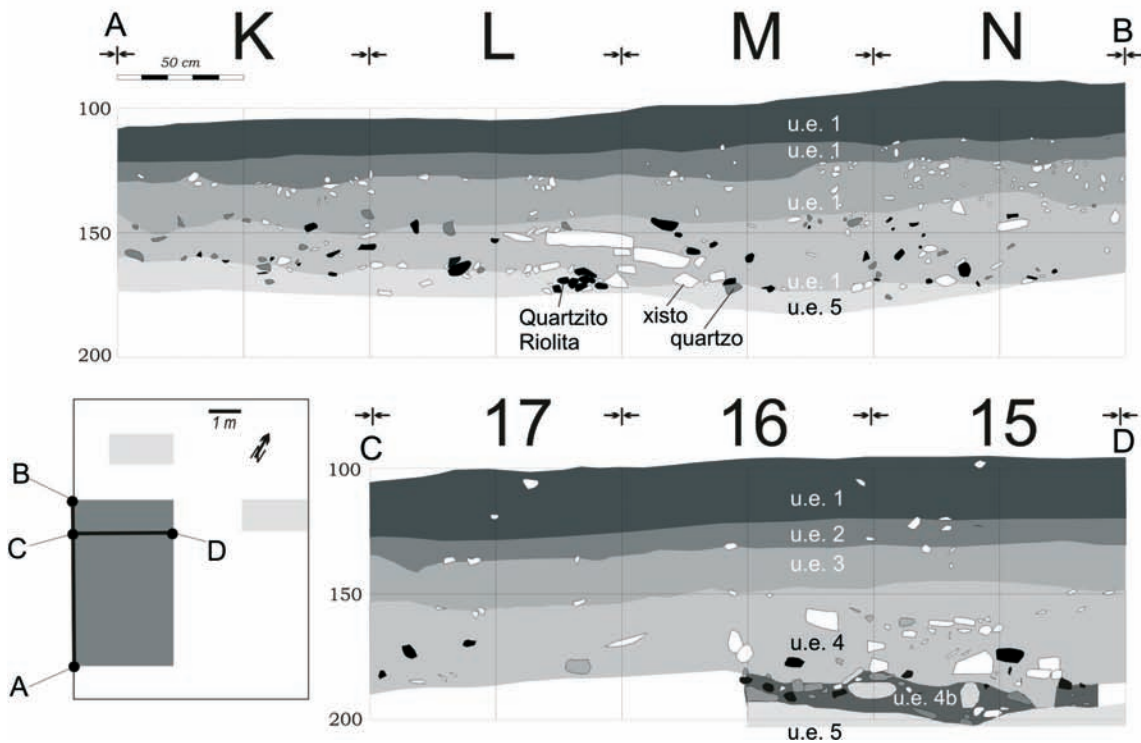 A K L M N B
50 cm
100
u.e. 1
u.e. 1
u.e. 1
150
u.e. 1
u.e. 5
Quartzito
Riolita
xisto
quartzo
200
1 m
N
B
C
D
A
C 17 16 15 D
100
u.e. 1
u.e. 2
u.e. 3
150
u.e. 4
u.e. 4b
200
u.e. 5